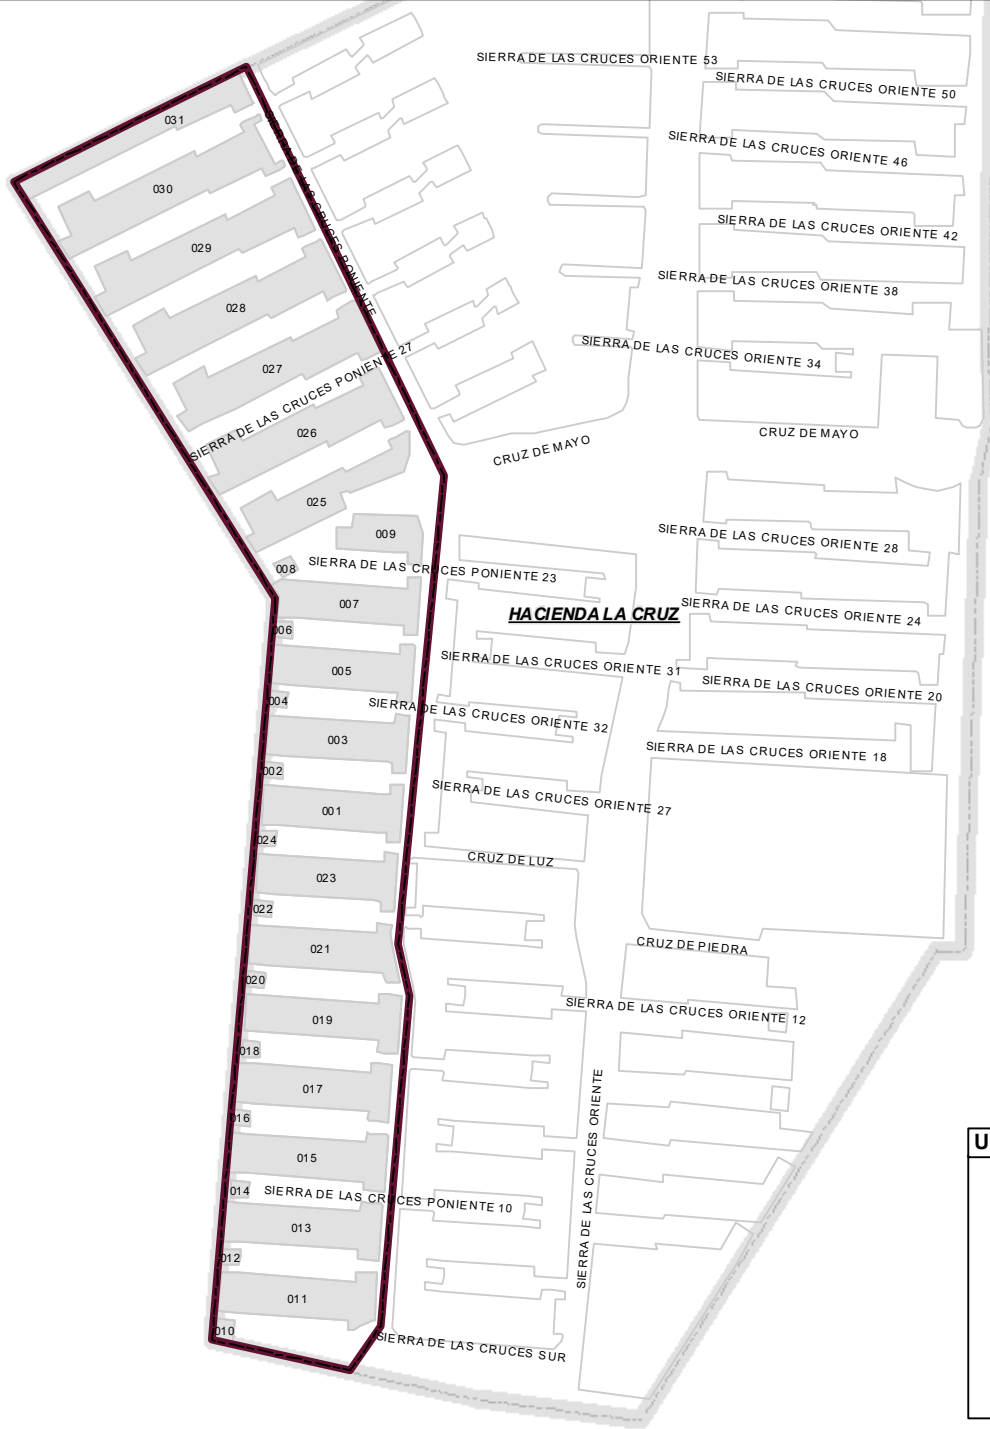 SIERRA DE LAS CRUCES ORIENTE 53
SIERRA DE LAS CRUCES ORIENTE 50
031
SIERRA DE LAS CRUCES PONIENTE
SIERRA DE LAS CRUCES ORIENTE 46
030
SIERRA DE LAS CRUCES ORIENTE 42
029
SIERRA DE LAS CRUCES ORIENTE 38
028
SIERRA DE LAS CRUCES ORIENTE 34
027
SIERRA DE LAS CRUCES PONIENTE 27
026
CRUZ DE MAYO
CRUZ DE MAYO
025
009
SIERRA DE LAS CRUCES ORIENTE 28
008
SIERRA DE LAS CRUCES PONIENTE 23
007
HACIENDA LA CRUZ
SIERRA DE LAS CRUCES ORIENTE 24
006
005
SIERRA DE LAS CRUCES ORIENTE 31
SIERRA DE LAS CRUCES ORIENTE 20
004
SIERRA DE LAS CRUCES ORIENTE 32
003
SIERRA DE LAS CRUCES ORIENTE 18
002
SIERRA DE LAS CRUCES ORIENTE 27
001
024
CRUZ DE LUZ
023
022
021
CRUZ DE PIEDRA
020
SIERRA DE LAS CRUCES ORIENTE 12
019
018
017
SIERRA DE LAS CRUCES ORIENTE
016
U
015
014
SIERRA DE LAS CRUCES PONIENTE 10
013
012
011
010
SIERRA DE LAS CRUCES SUR